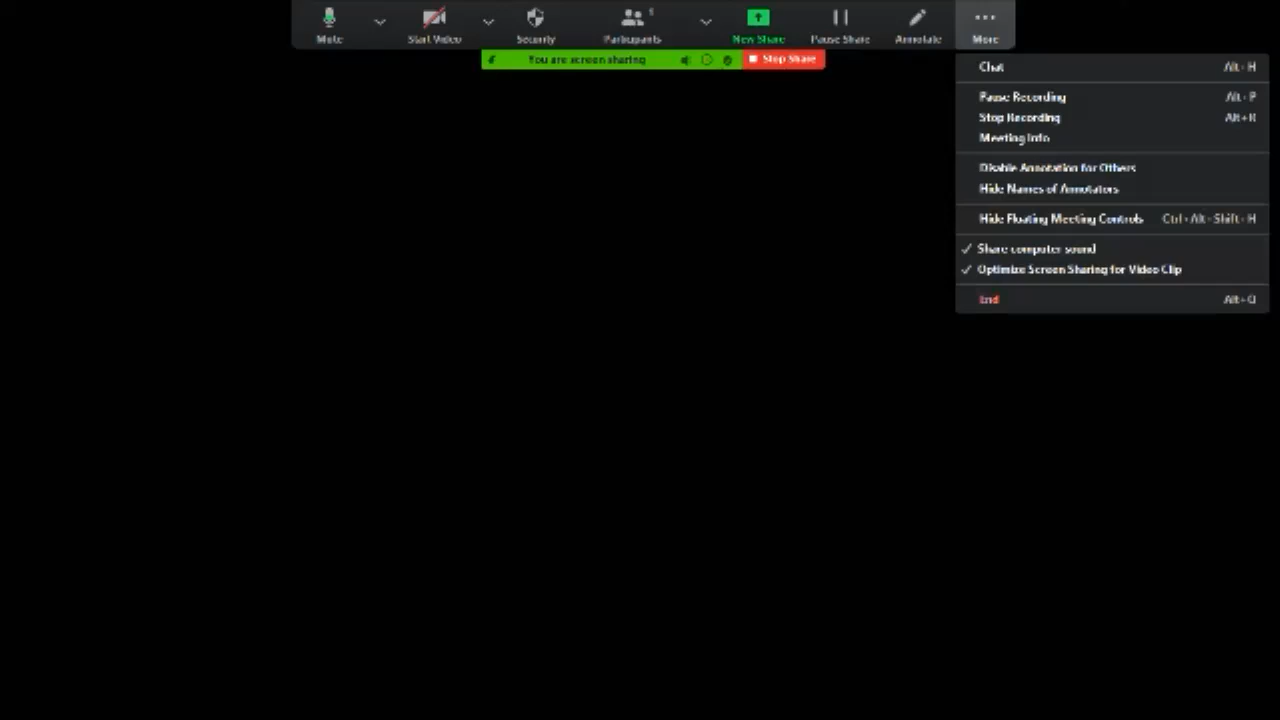 Mute
Start Video
Security
Participants
1
New Share
Pause Share
Annotate
More
You are screen sharing
Stop Share
Chat Alt+H
Pause Recording Alt+P
Stop Recording Alt+R
Meeting Info
Disable Annotation for Others
Hide Names of Annotators
Hide Floating Meeting Controls Ctrl+Alt+Shift+H
Share computer sound
Optimize Screen Sharing for Video Clip
End Alt+Q